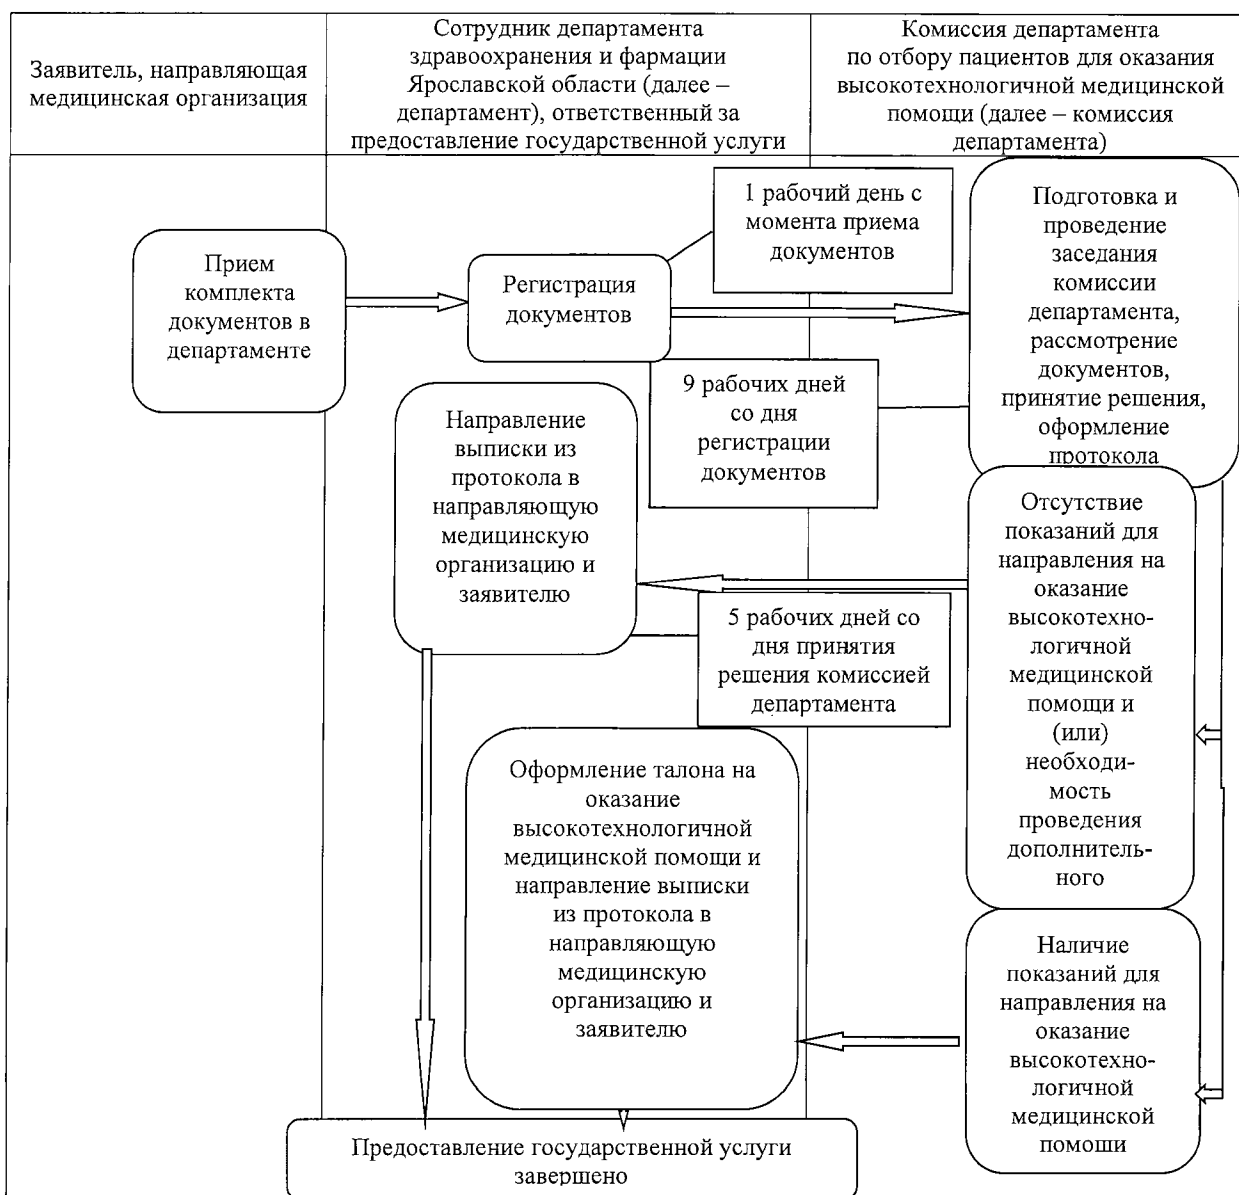 Заявитель, направляющая
медицинская организация
Сотрудник департамента
здравоохранения и фармации
Ярославской области (далее –
департамент), ответственный за
предоставление государственной услуги
Комиссия департамента
по отбору пациентов для оказания
высокотехнологичной медицинской
помощи (далее – комиссия
департамента)
Прием
комплекта
документов в
департаменте
Регистрация
документов
1 рабочий день с
момента приема
документов
Подготовка и
проведение
заседания
комиссии
департамента,
рассмотрение
документов,
принятие решения,
оформление
протокола
9 рабочих дней
со дня
регистрации
документов
Направление
выписки из
протокола в
направляющую
медицинскую
организацию и
заявителю
Отсутствие
показаний для
направления на
оказание
высокотехно-
логичной
медицинской
помощи и
(или)
необходи-
мость
проведения
дополнитель-
ного
5 рабочих дней со
дня принятия
решения комиссией
департамента
Оформление талона на
оказание
высокотехнологичной
медицинской помощи и
направление выписки
из протокола в
направляющую
медицинскую
организацию и
заявителю
Наличие
показаний для
направления на
оказание
высокотехно-
логичной
медицинской
помощи
Предоставление государственной услуги
завершено